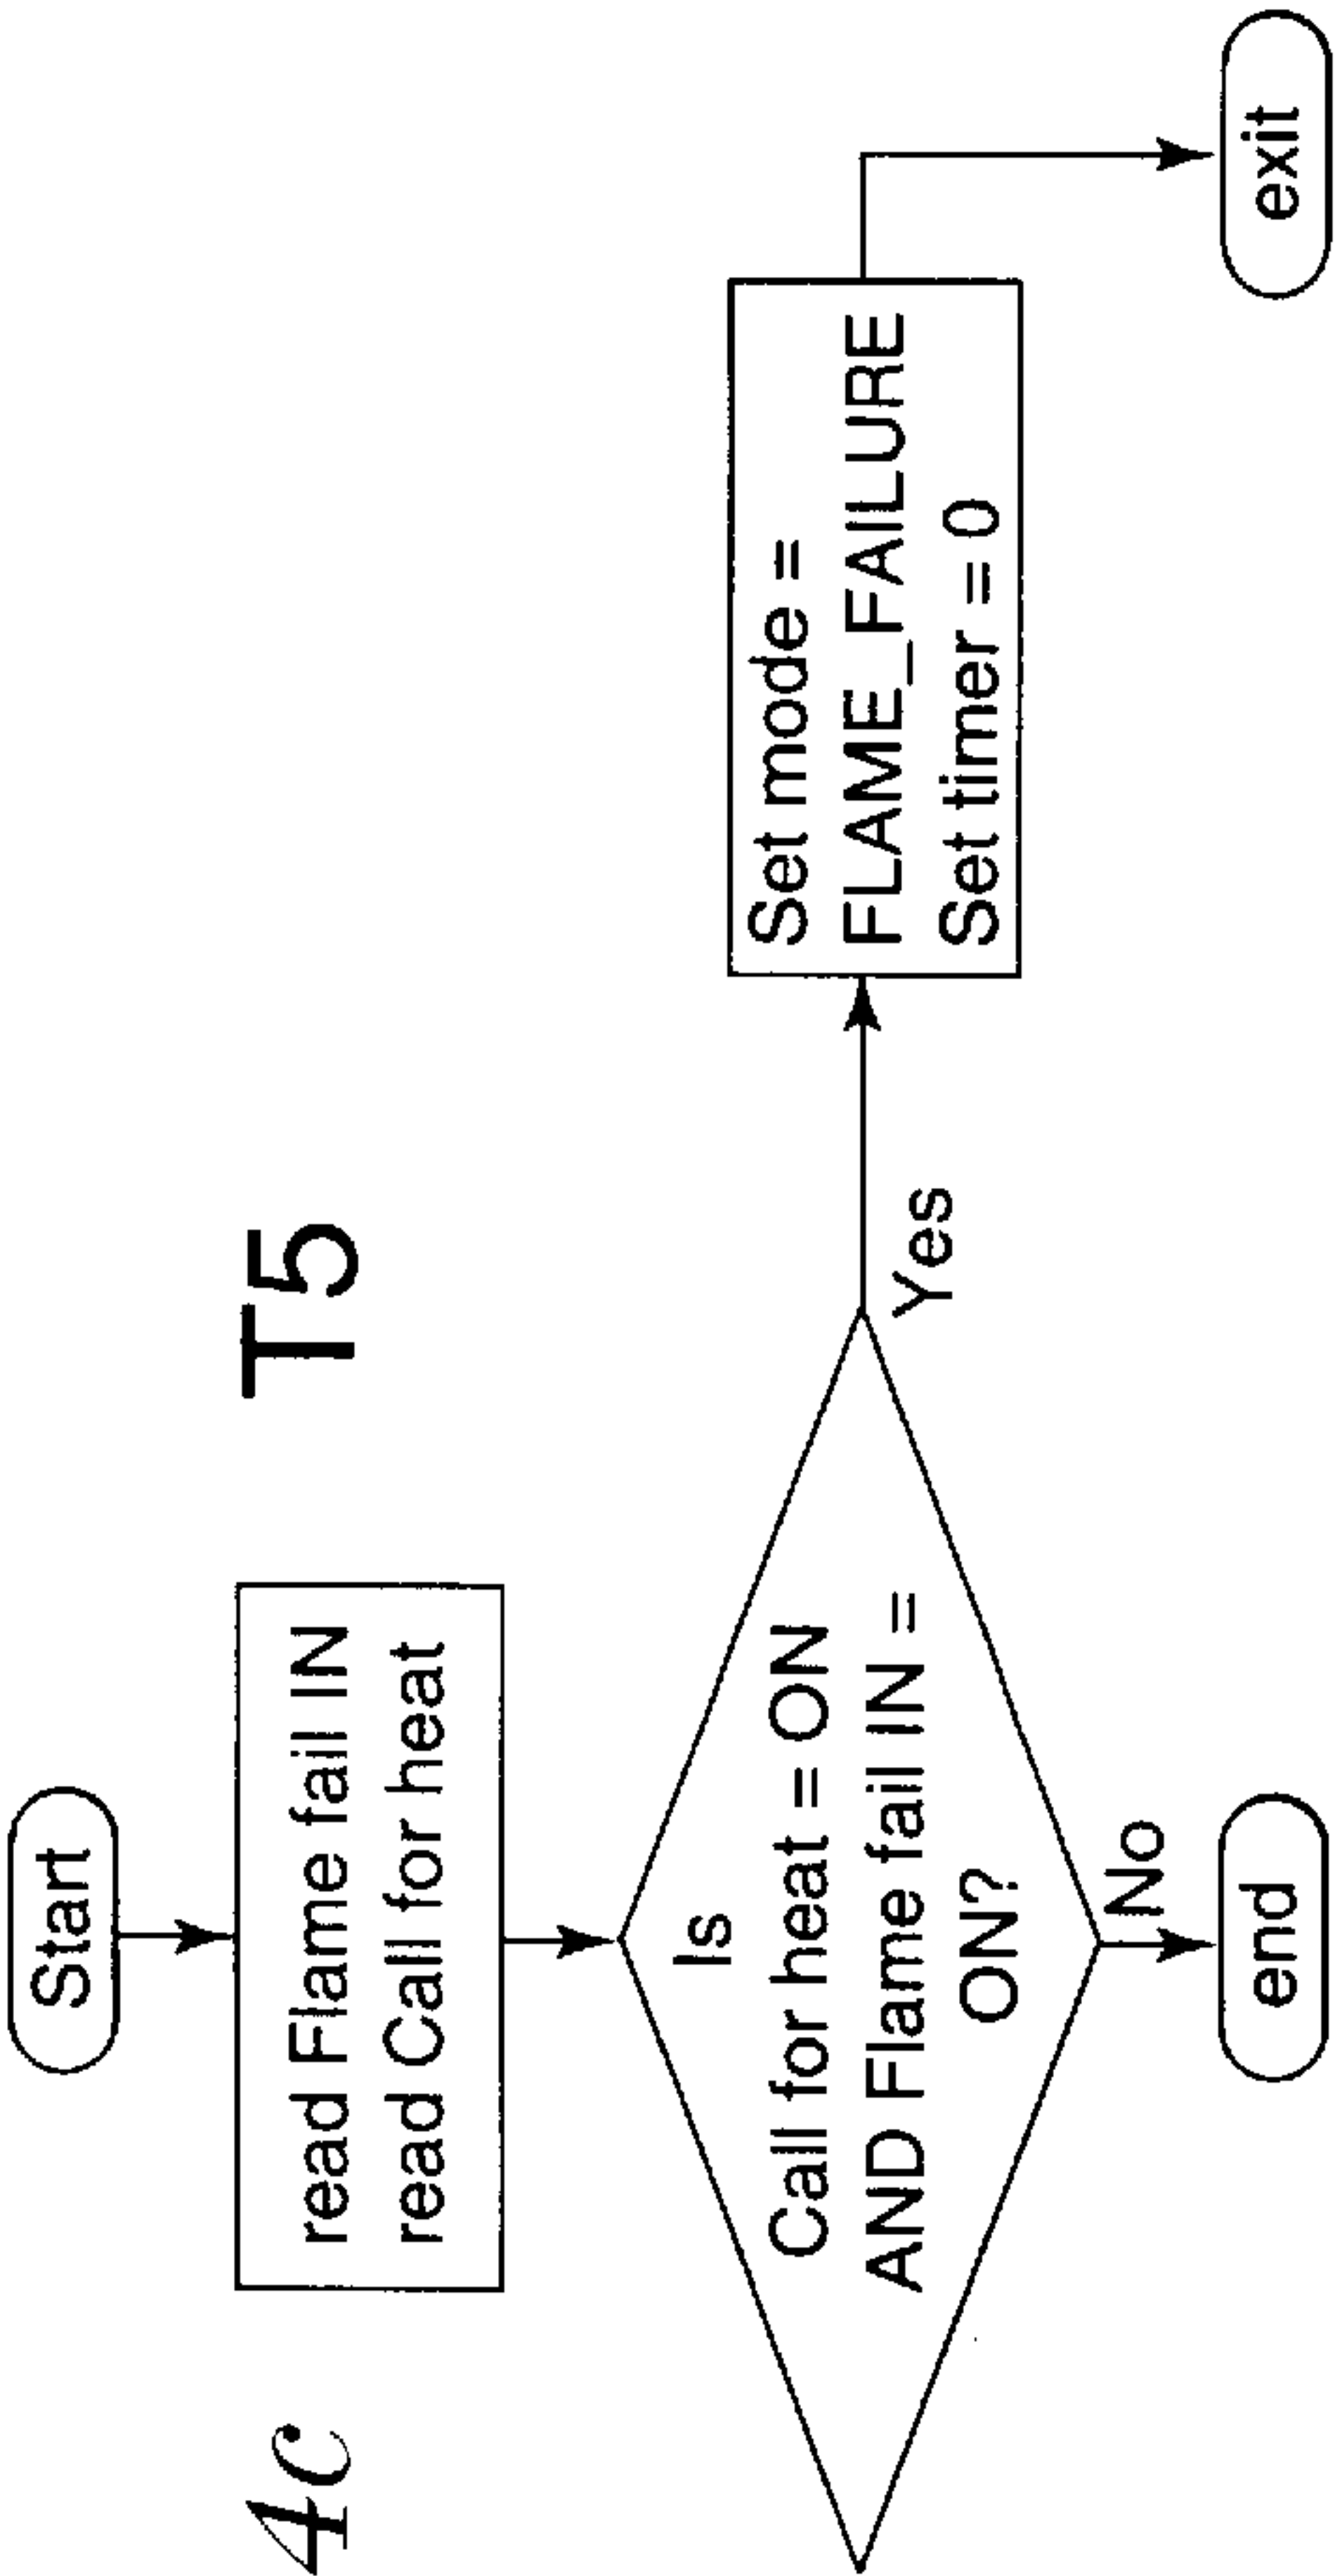 4c
T5
Start
read Flame fail IN
read Call for heat
Is
Call for heat = ON
AND Flame fail IN =
ON?
Yes
No
Set mode =
FLAME_FAILURE
Set timer = 0
end
exit